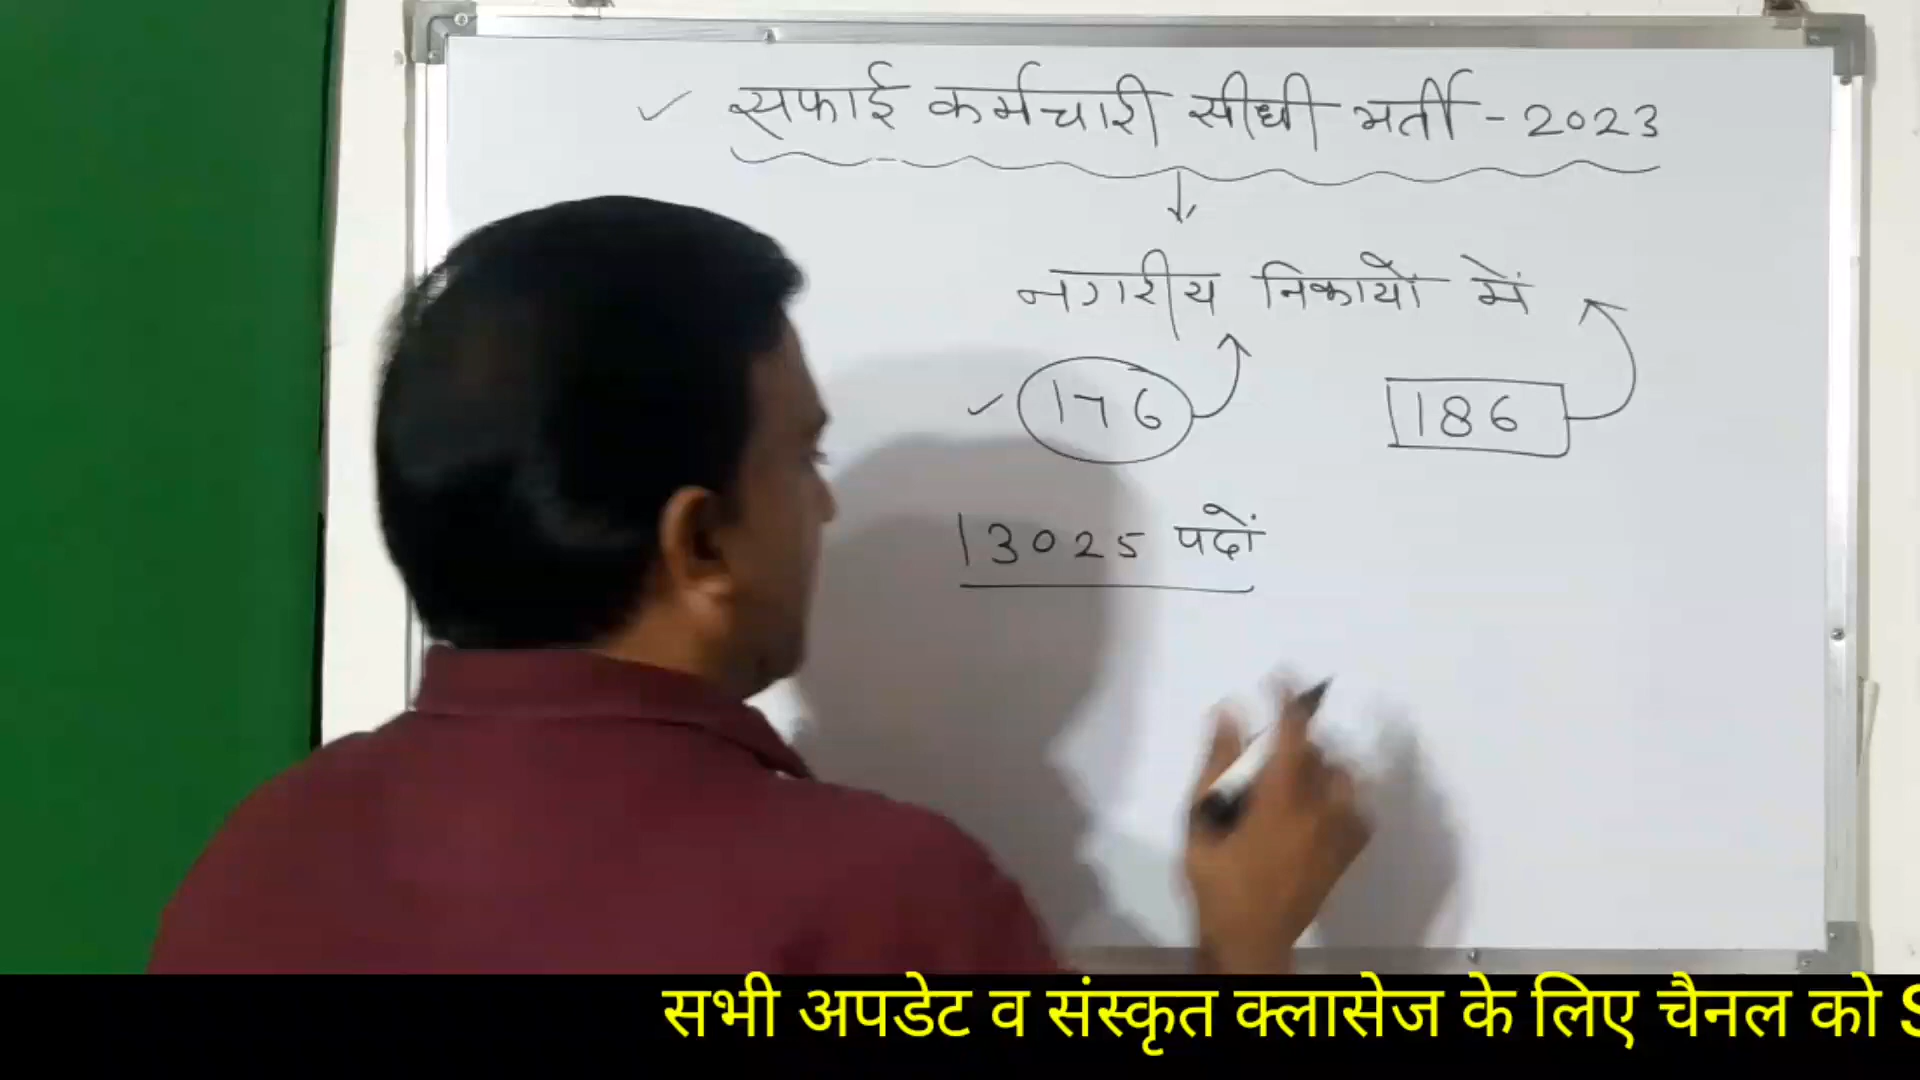 सफाई कर्मचारी सीधी भर्ती - 2023
नगरीय निकायों में
176 186
13025 पदों
सभी अपडेट व संस्कृत क्लासेज के लिए चैनल को S